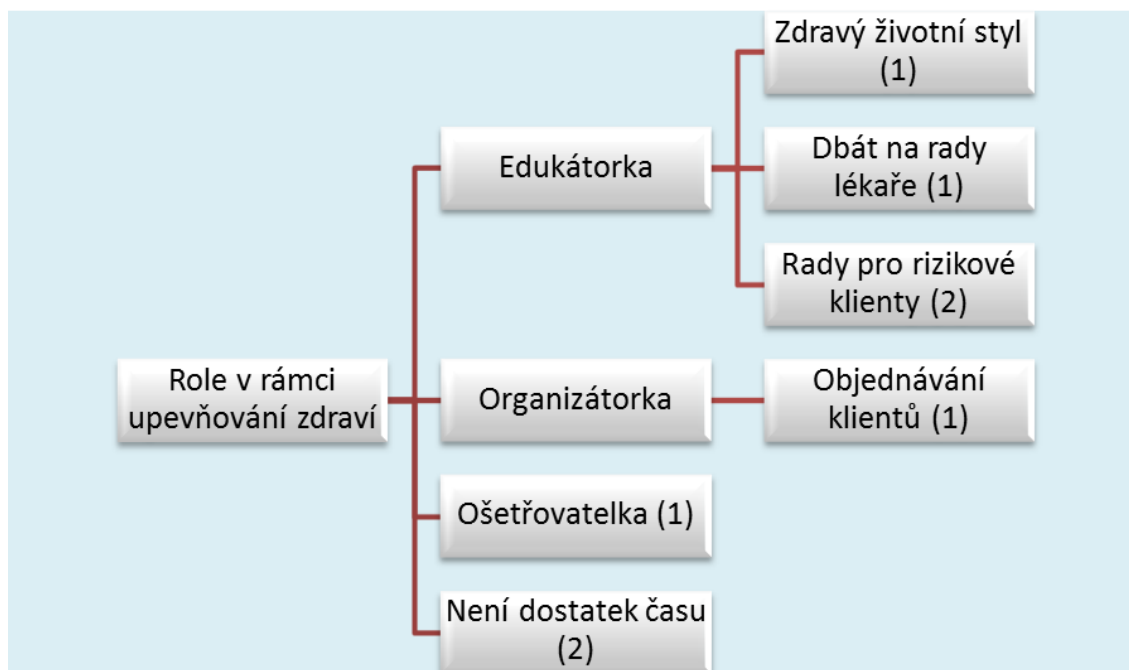 Role v rámci
upevňování zdraví
Edukátorka
Zdravý životní styl
(1)
Dbát na rady
lékaře (1)
Rady pro rizikové
klienty (2)
Organizátorka
Objednávání
klientů (1)
Ošetřovatelka (1)
Není dostatek času
(2)